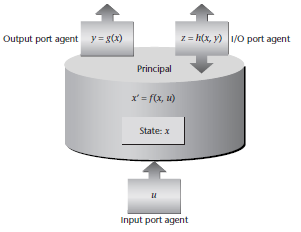 Output port agent
y = g(x)
z = h(x, y)
I/O port agent
Principal
x' = f(x, u)
State: x
u
Input port agent